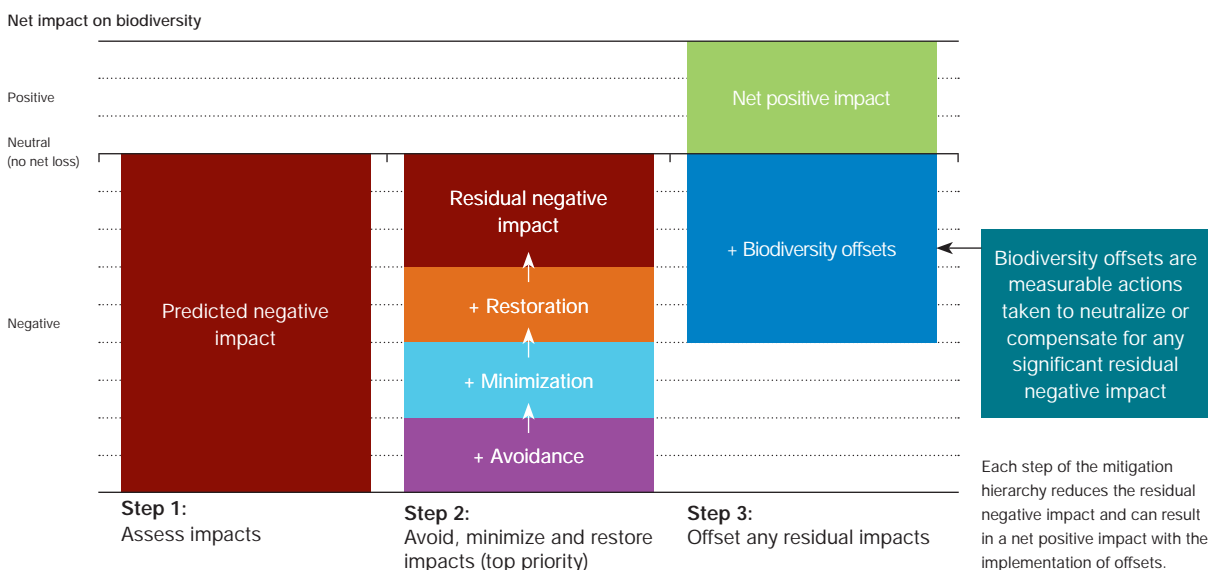 Net impact on biodiversity
Positive
Neutral
(no net loss)
Negative
Predicted negative
impact
Residual negative
impact
+ Restoration
+ Minimization
+ Avoidance
Net positive impact
+ Biodiversity offsets
Biodiversity offsets are
measurable actions
taken to neutralize or
compensate for any
significant residual
negative impact
Step 1:
Assess impacts
Step 2:
Avoid, minimize and restore
impacts (top priority)
Step 3:
Offset any residual impacts
Each step of the mitigation
hierarchy reduces the residual
negative impact and can result
in a net positive impact with the
implementation of offsets.